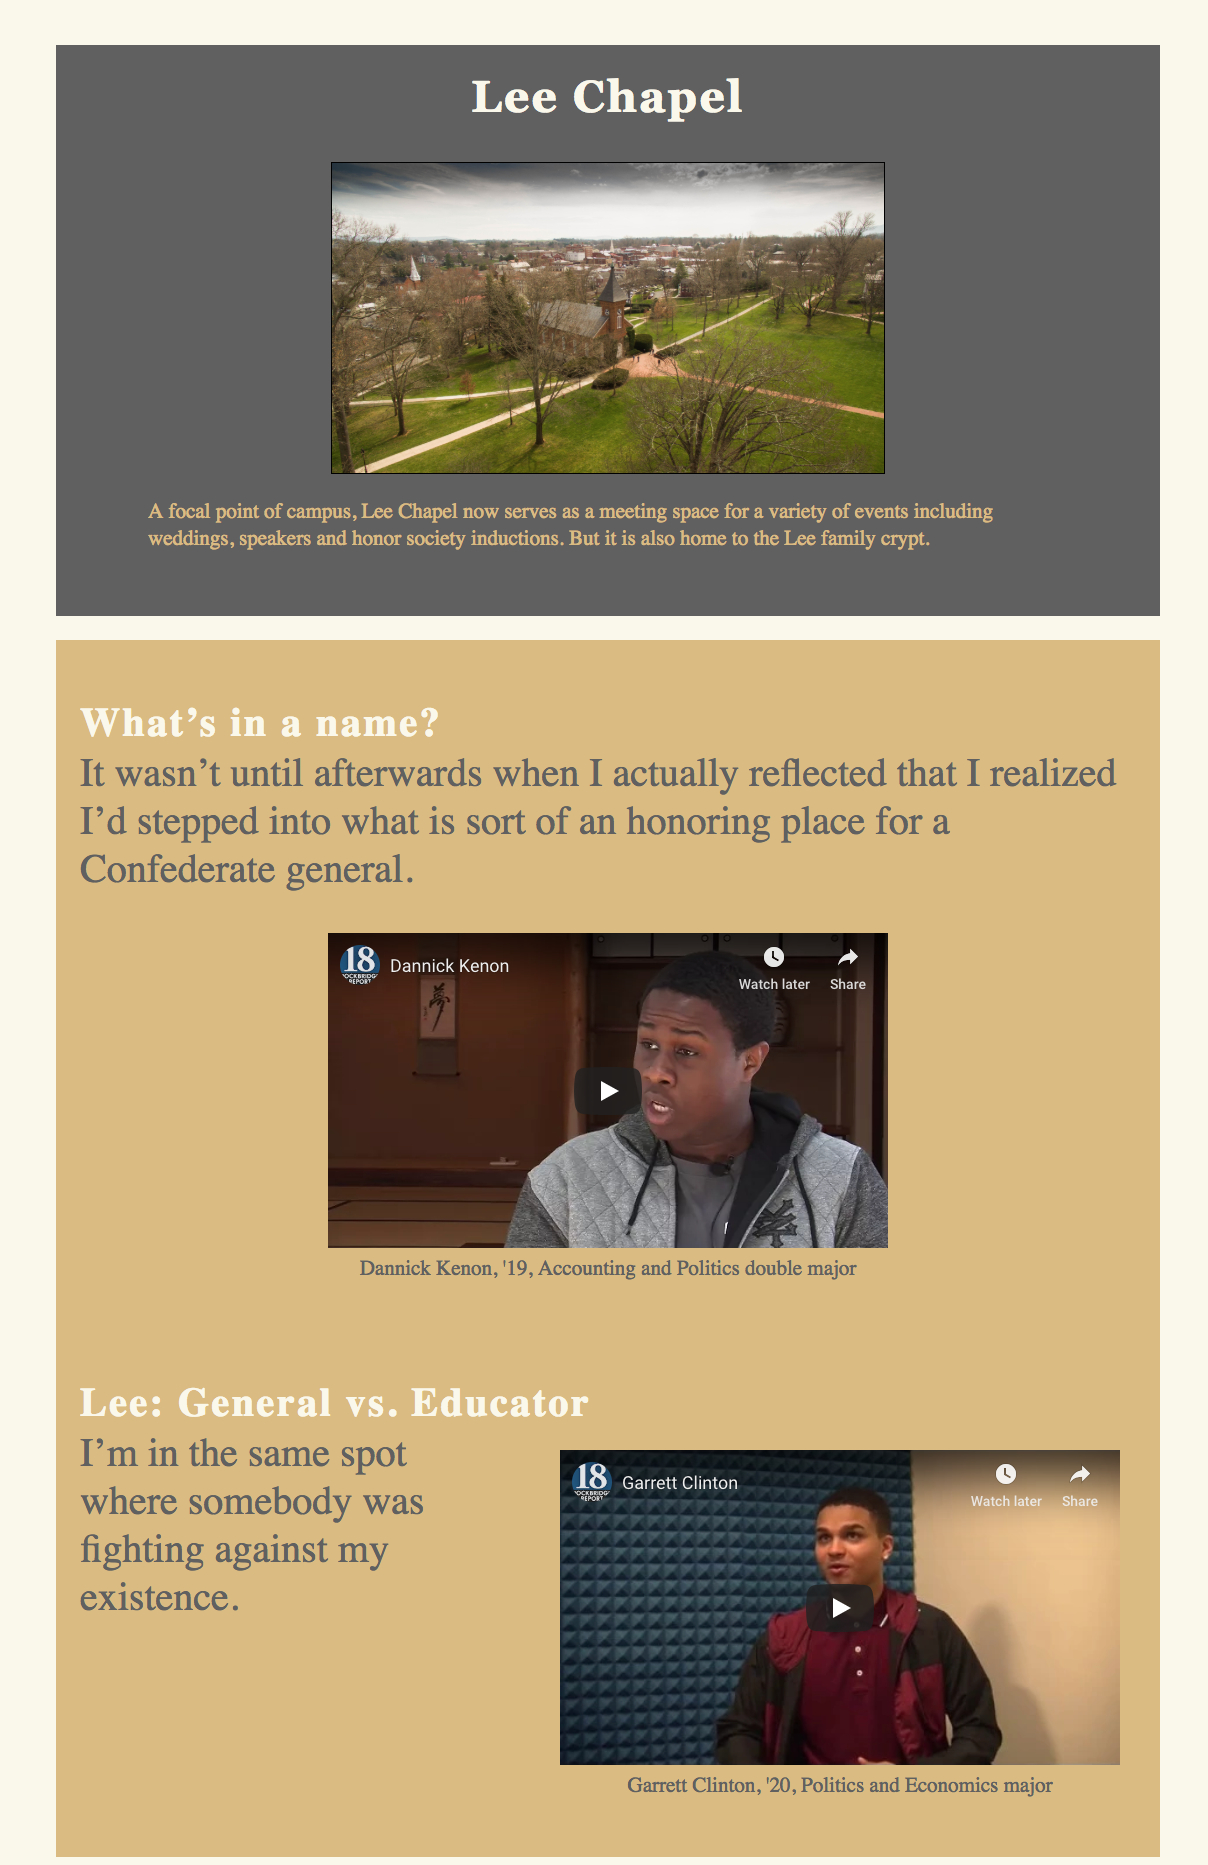 Lee Chapel
A focal point of campus, Lee Chapel now serves as a meeting space for a variety of events including
weddings, speakers and honor society inductions. But it is also home to the Lee family crypt.
What’s in a name?
It wasn’t until afterwards when I actually reflected that I realized
I’d stepped into what is sort of an honoring place for a
Confederate general.
18
OCKBRIDG
REPORT
Dannick Kenon
Watch later
Share
夢
Dannick Kenon, '19, Accounting and Politics double major
Lee: General vs. Educator
I’m in the same spot
where somebody was
fighting against my
existence.
18
OCKBRIDG
REPORT
Garrett Clinton
Watch later
Share
Garrett Clinton, '20, Politics and Economics major